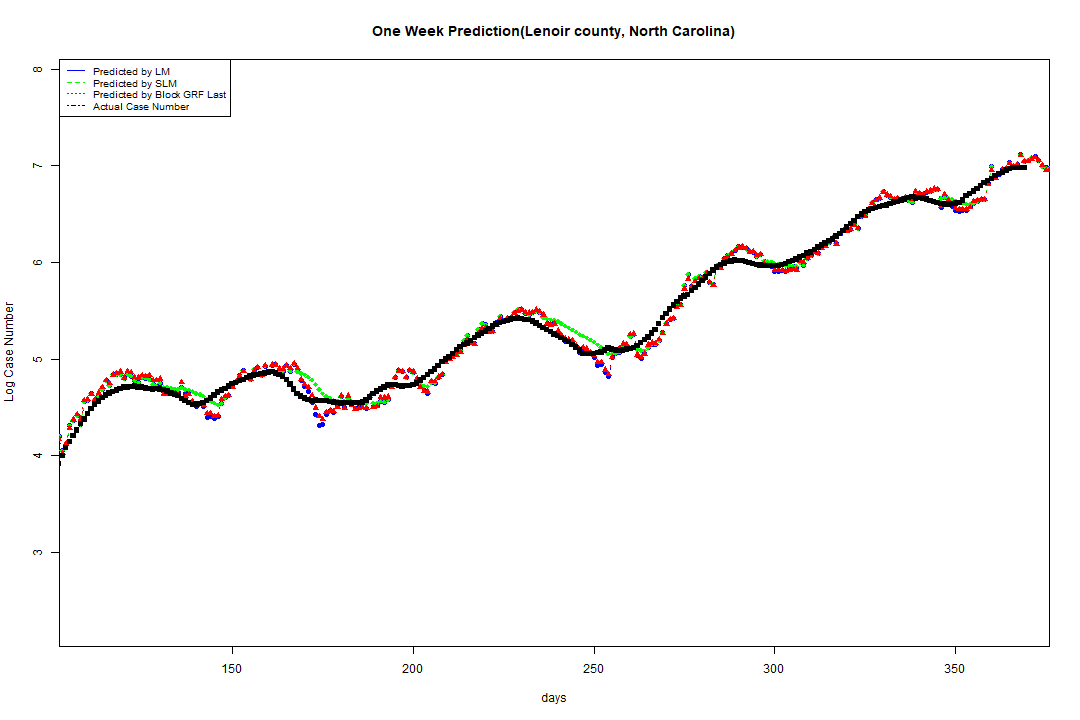 One Week Prediction(Lenoir county, North Carolina)
Predicted by LM
Predicted by SLM
Predicted by Block GRF Last
Actual Case Number
8
7
6
5
4
3
Log Case Number
150
200
250
300
350
days